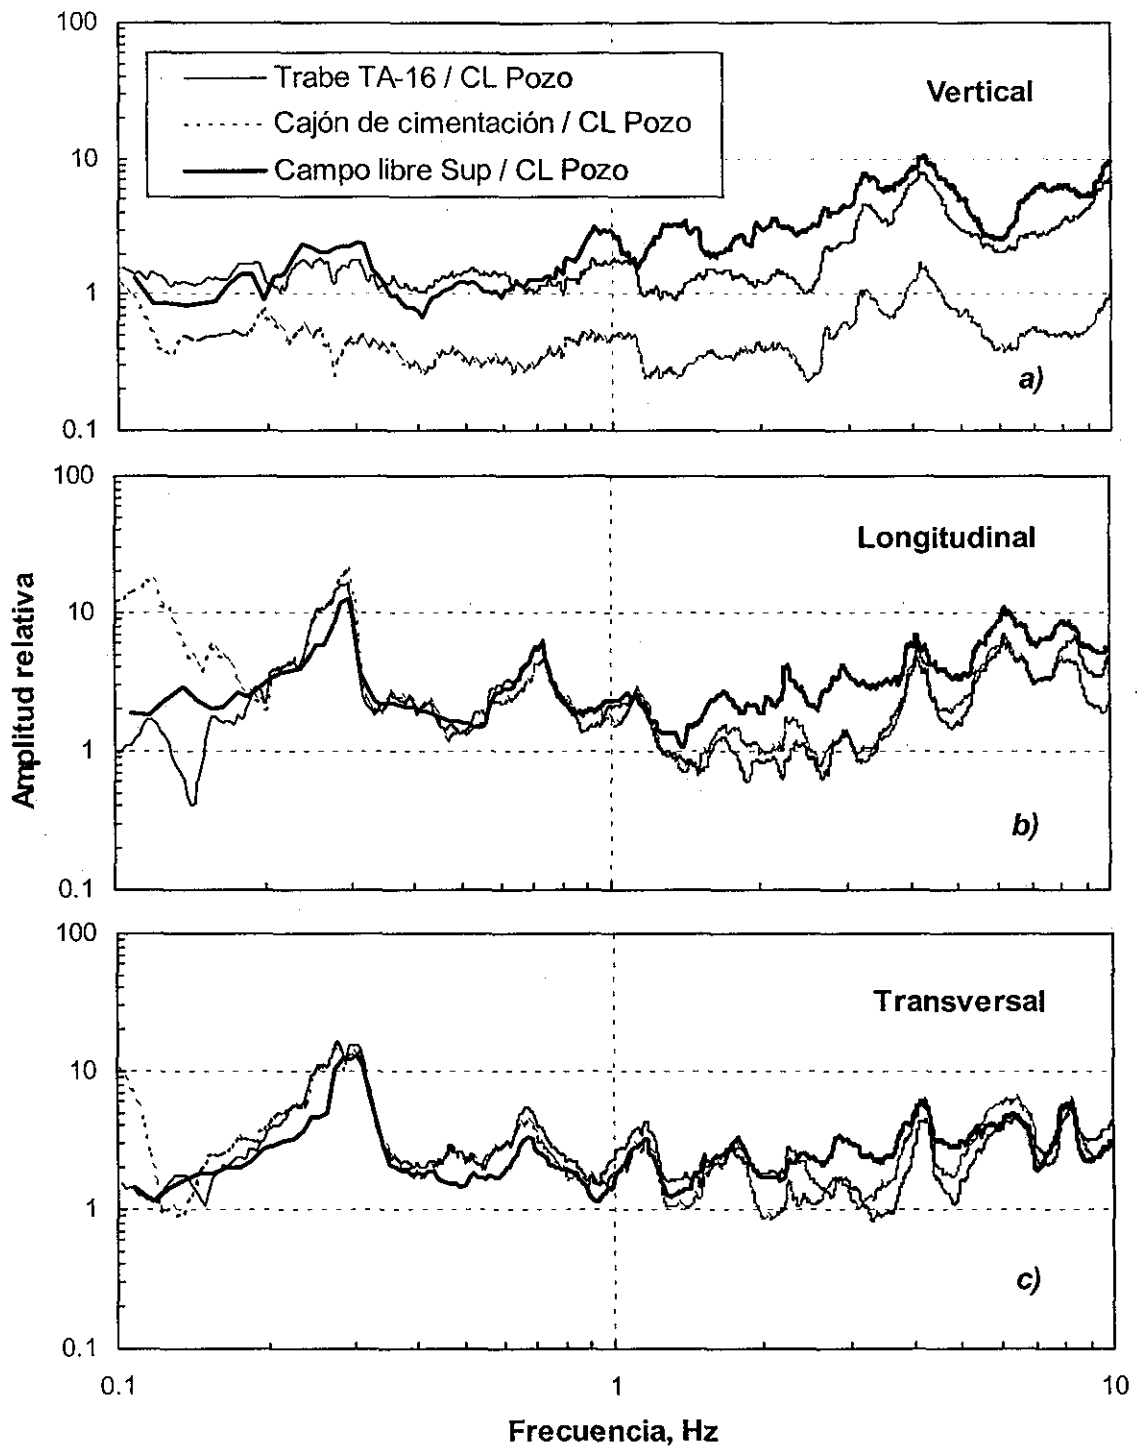 100
10
1
0.1
Trabe TA-16 / CL Pozo
Cajón de cimentación / CL Pozo
Campo libre Sup / CL Pozo
Vertical
a)
100
10
1
0.1
Longitudinal
b)
Amplitud relativa
100
10
1
0.1
Transversal
c)
0.1 1 10
Frecuencia, Hz